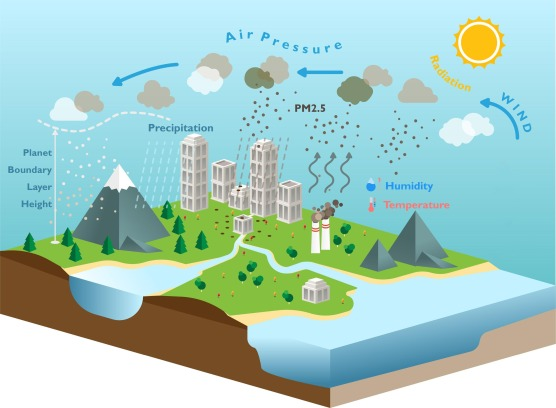 Air Pressure
Radiation
WIND
PM2.5
Precipitation
Planet
Boundary
Layer
Height
Humidity
Temperature